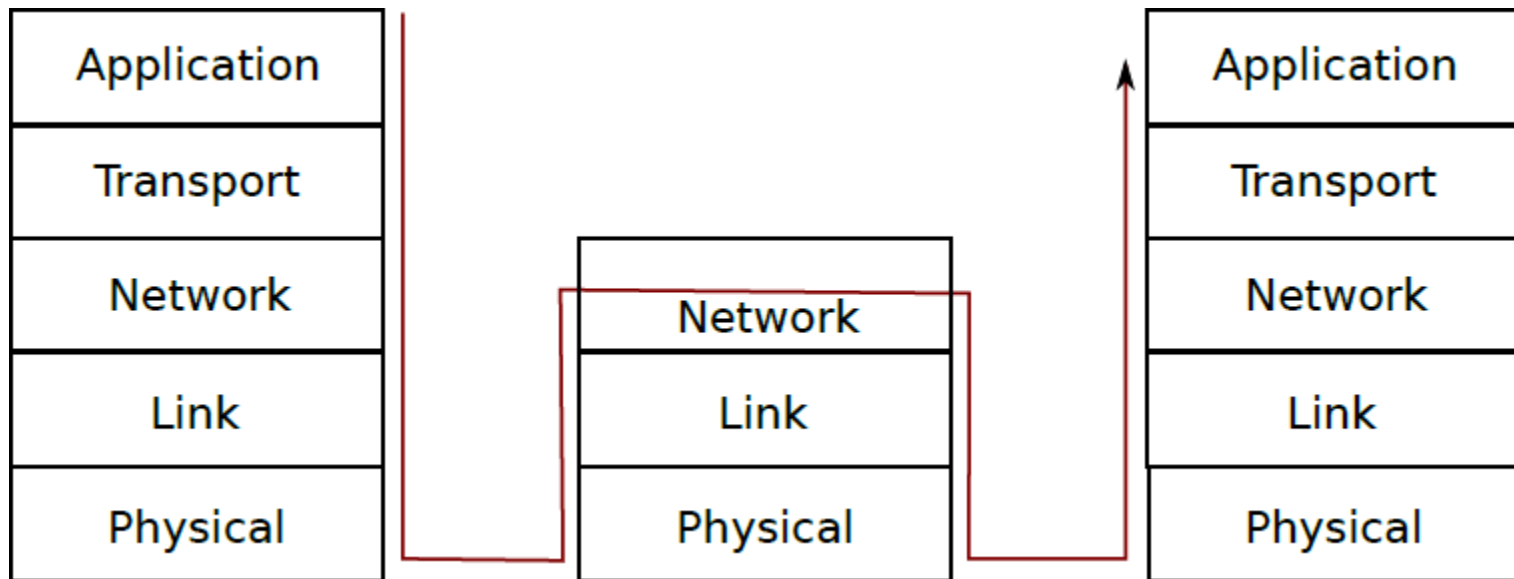 Application
Transport
Network
Link
Physical
Network
Link
Physical
Application
Transport
Network
Link
Physical